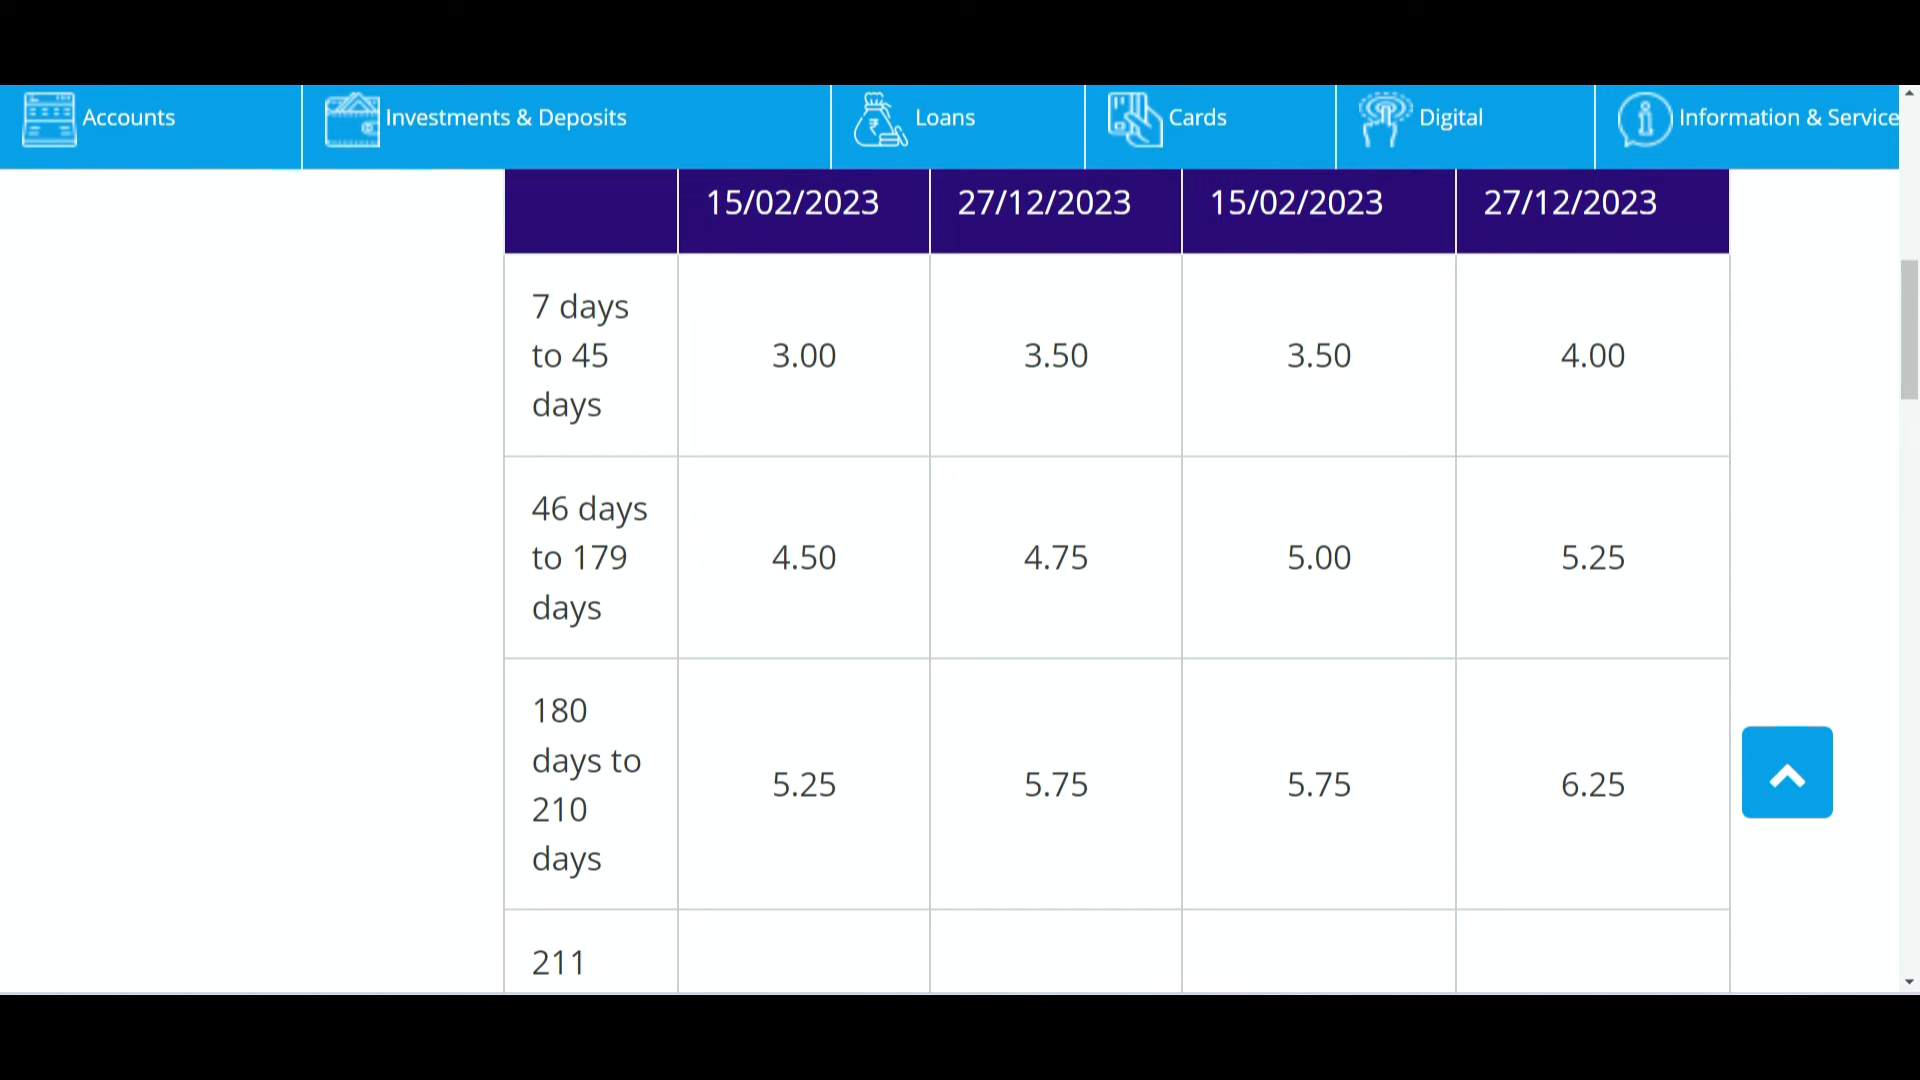 Accounts
Investments & Deposits
Loans
Cards
Digital
Information & Service
15/02/2023 27/12/2023 15/02/2023 27/12/2023
7 days
to 45
days
3.00 3.50 3.50 4.00
46 days
to 179
days
4.50 4.75 5.00 5.25
180
days to
210
days
5.25 5.75 5.75 6.25
211